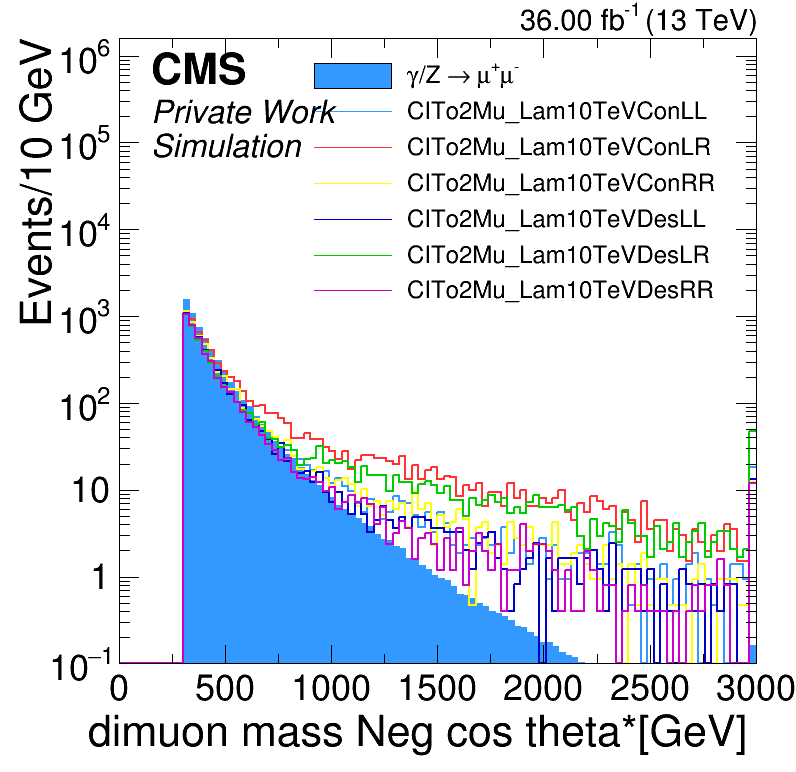 36.00 fb⁻¹ (13 TeV)
CMS
Private Work
Simulation
γ/Z → μ⁺μ⁻
CITo2Mu_Lam10TeVConLL
CITo2Mu_Lam10TeVConLR
CITo2Mu_Lam10TeVConRR
CITo2Mu_Lam10TeVDesLL
CITo2Mu_Lam10TeVDesLR
CITo2Mu_Lam10TeVDesRR
Events/10 GeV
10⁶
10⁵
10⁴
10³
10²
10
1
10⁻¹
0 500 1000 1500 2000 2500 3000
dimuon mass Neg cos theta*[GeV]